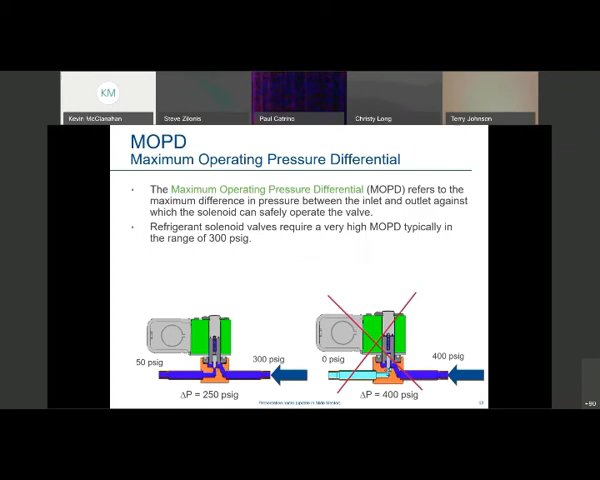 KM
Kevin McClanahan
Steve Zilonis
Paul Catrino
Christy Long
Terry Johnson
MOPD
Maximum Operating Pressure Differential
• The Maximum Operating Pressure Differential (MOPD) refers to the
maximum difference in pressure between the inlet and outlet against
which the solenoid can safely operate the valve.
• Refrigerant solenoid valves require a very high MOPD typically in
the range of 300 psig.
50 psig
300 psig
0 psig
400 psig
ΔP = 250 psig
ΔP = 400 psig
+90